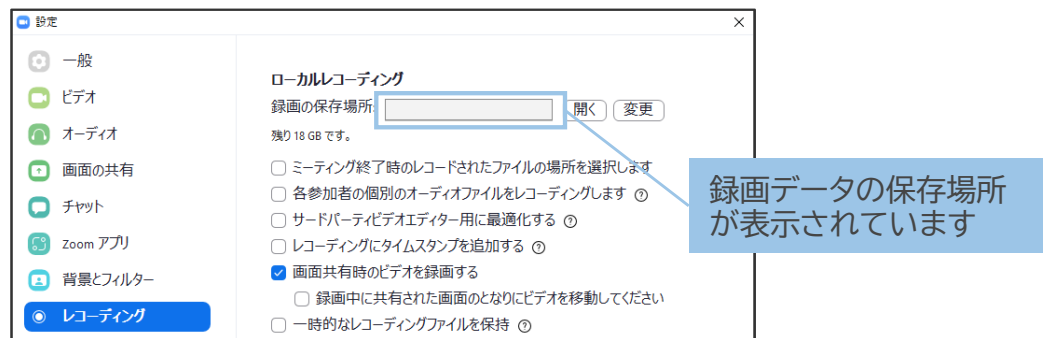 設定
一般
ビデオ
オーディオ
画面の共有
チャット
Zoom アプリ
背景とフィルター
レコーディング
ローカルレコーディング
録画の保存場所: 開く 変更
残り 18 GB です。
ミーティング終了時のレコードされたファイルの場所を選択します
各参加者の個別のオーディオファイルをレコーディングします
サードパーティビデオエディター用に最適化する
レコーディングにタイムスタンプを追加する
画面共有時のビデオを録画する
録画中に共有された画面のとなりにビデオを移動してください
一時的なレコーディングファイルを保持
録画データの保存場所
が表示されています